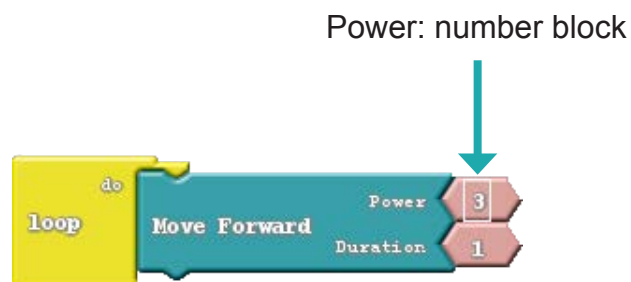 Power: number block
do
loop
Move Forward
Power 3
Duration 1